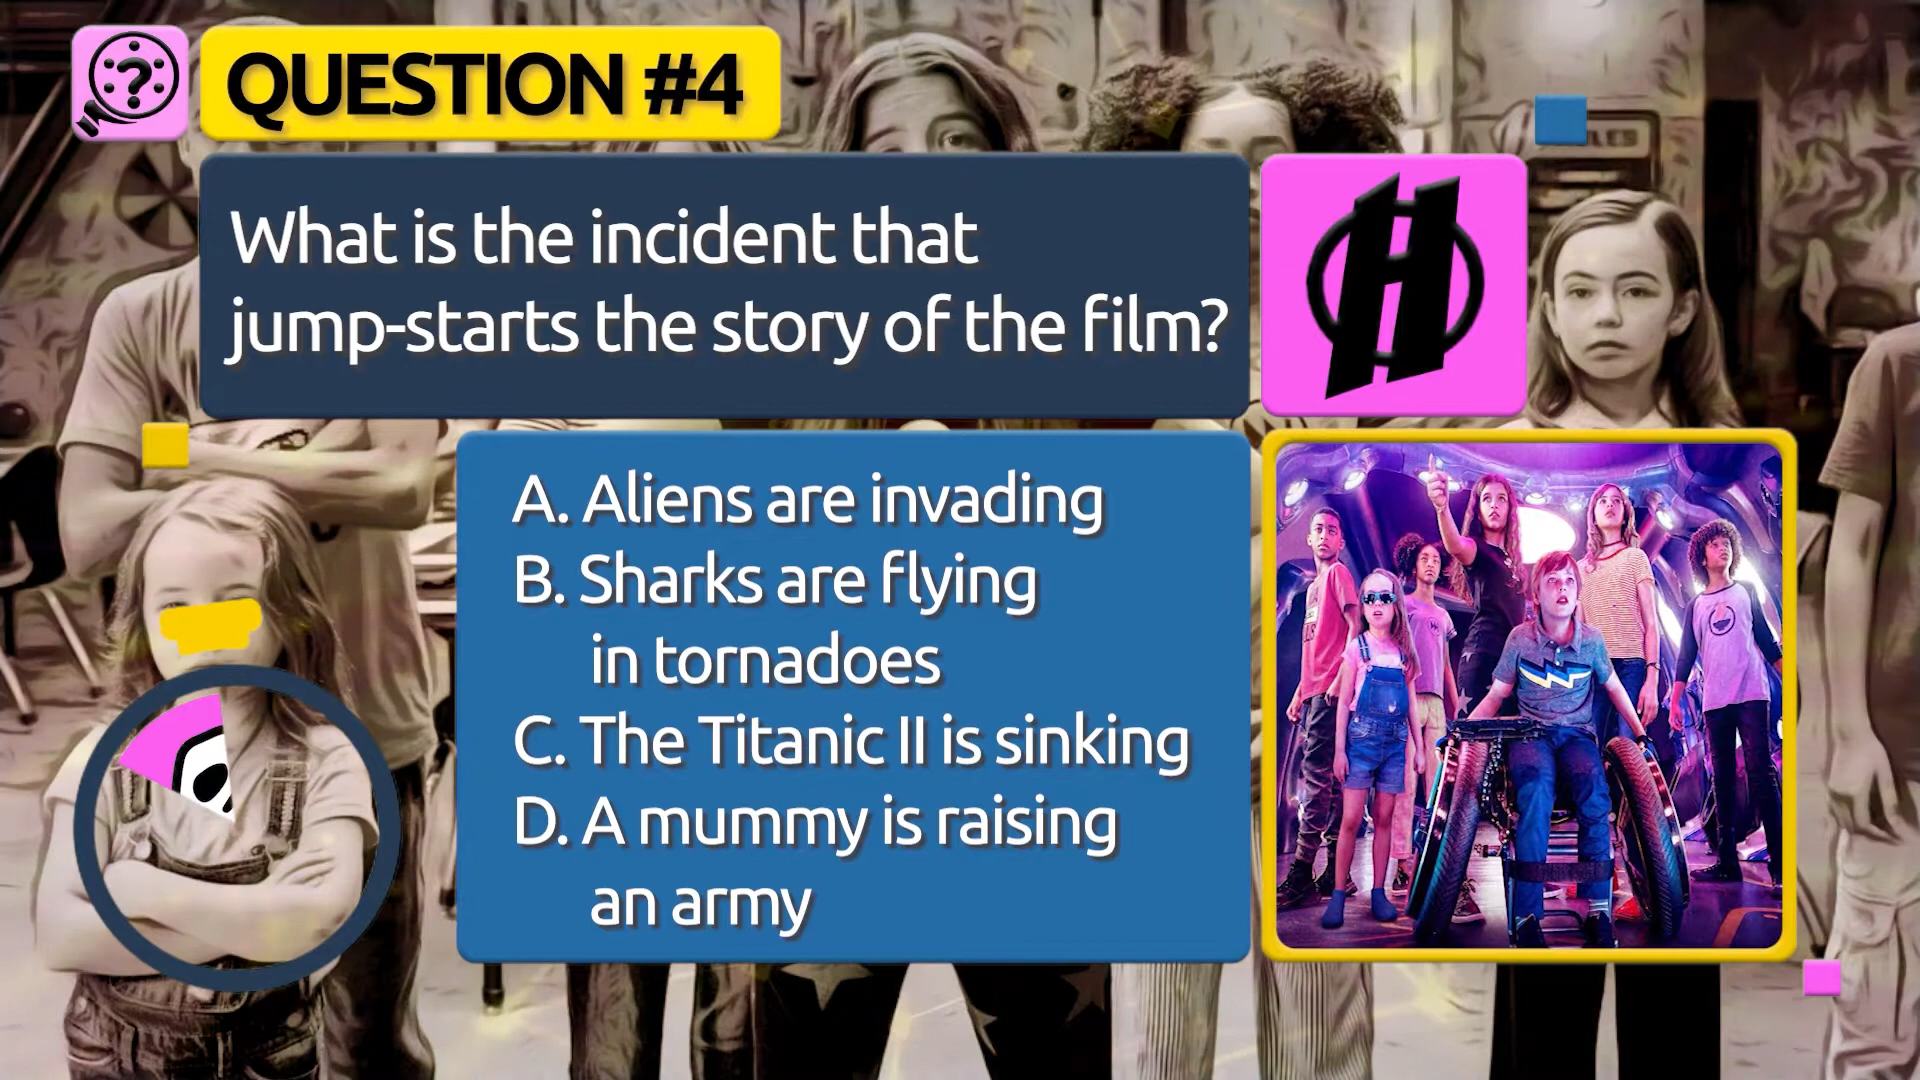 QUESTION #4
What is the incident that
jump-starts the story of the film?
H
A. Aliens are invading
B. Sharks are flying
in tornadoes
C. The Titanic II is sinking
D. A mummy is raising
an army